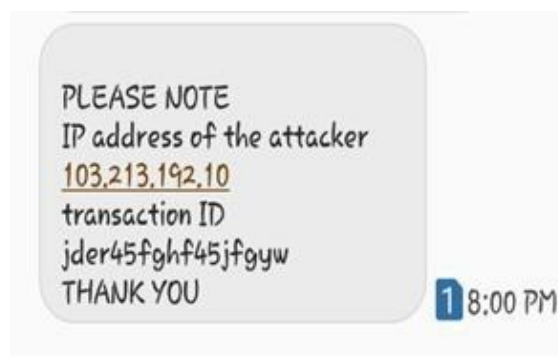 PLEASE NOTE
IP address of the attacker
103.213.192.10
transaction ID
jder45fghf45jfgyw
THANK YOU
1 8:00 PM